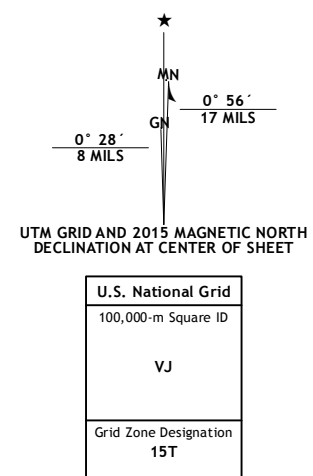 ★
MN
GN
0° 56´
17 MILS
0° 28´
8 MILS
UTM GRID AND 2015 MAGNETIC NORTH
DECLINATION AT CENTER OF SHEET
U.S. National Grid
100,000-m Square ID
VJ
Grid Zone Designation
15T